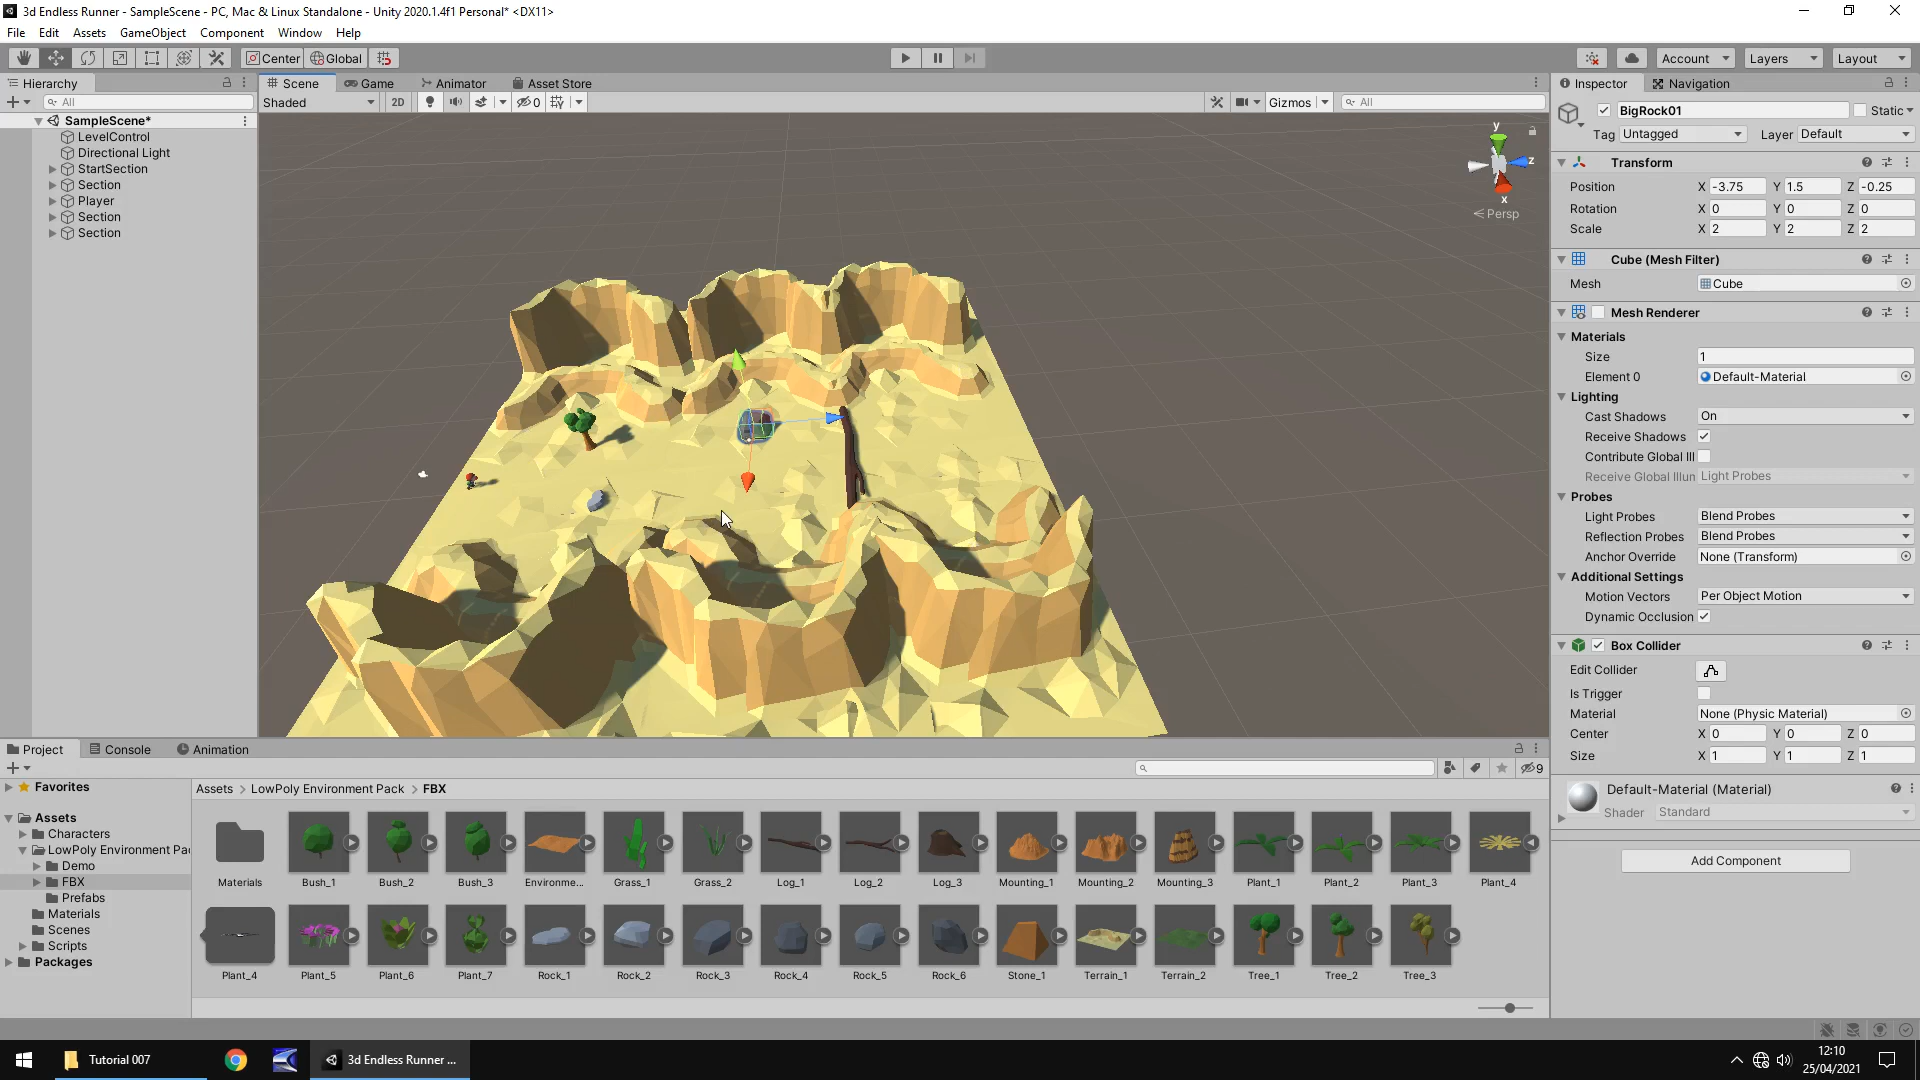 3d Endless Runner - SampleScene - PC, Mac & Linux Standalone - Unity 2020.1.4f1 Personal* <DX11>
File Edit Assets GameObject Component Window Help
Center Global Account Layers Layout
Hierarchy Scene Game Animator Asset Store Inspector Navigation
All Shaded 2D 0 Gizmos All
BigRock01 Static
SampleScene*
LevelControl
Directional Light
StartSection
Section
Player
Section
Section
y z x
Persp
Tag Untagged Layer Default
Transform
Position X -3.75 Y 1.5 Z -0.25
Rotation X 0 Y 0 Z 0
Scale X 2 Y 2 Z 2
Cube (Mesh Filter)
Mesh Cube
Mesh Renderer
Materials
Size 1
Element 0 Default-Material
Lighting
Cast Shadows On
Receive Shadows
Contribute Global Ill
Receive Global Illun Light Probes
Probes
Light Probes Blend Probes
Reflection Probes Blend Probes
Anchor Override None (Transform)
Additional Settings
Motion Vectors Per Object Motion
Dynamic Occlusion
Box Collider
Edit Collider
Is Trigger
Material None (Physic Material)
Center X 0 Y 0 Z 0
Size X 1 Y 1 Z 1
Default-Material (Material)
Shader Standard
Add Component
Project Console Animation
9
Favorites
Assets
Characters
LowPoly Environment Pac
Demo
FBX
Prefabs
Materials
Scenes
Scripts
Packages
Assets > LowPoly Environment Pack > FBX
Materials Bush_1 Bush_2 Bush_3 Environme... Grass_1 Grass_2 Log_1 Log_2 Log_3 Mounting_1 Mounting_2 Mounting_3 Plant_1 Plant_2 Plant_3 Plant_4
Plant_4 Plant_5 Plant_6 Plant_7 Rock_1 Rock_2 Rock_3 Rock_4 Rock_5 Rock_6 Stone_1 Terrain_1 Terrain_2 Tree_1 Tree_2 Tree_3
Tutorial 007 3d Endless Runner ...
12:10
25/04/2021